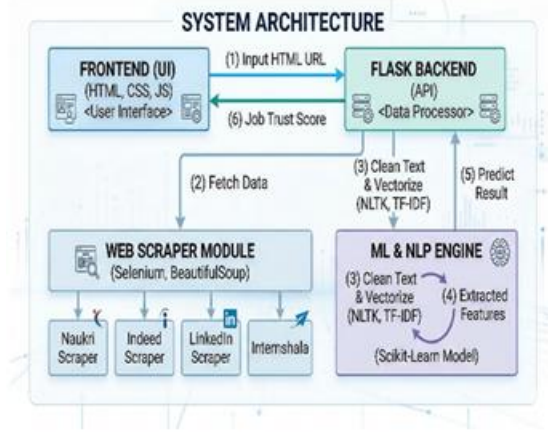 SYSTEM ARCHITECTURE
FRONTEND (UI)
(HTML, CSS, JS)
<User Interface>
(1) Input HTML URL
(6) Job Trust Score
FLASK BACKEND
(API)
<Data Processor>
(2) Fetch Data
(3) Clean Text
& Vectorize
(NLTK, TF-IDF)
(5) Predict
Result
WEB SCRAPER MODULE
(Selenium, BeautifulSoup)
Naukri
Scraper
Indeed
Scraper
LinkedIn
Scraper
Internshala
ML & NLP ENGINE
(3) Clean Text
& Vectorize
(NLTK, TF-IDF)
(4) Extracted
Features
(Scikit-Learn Model)